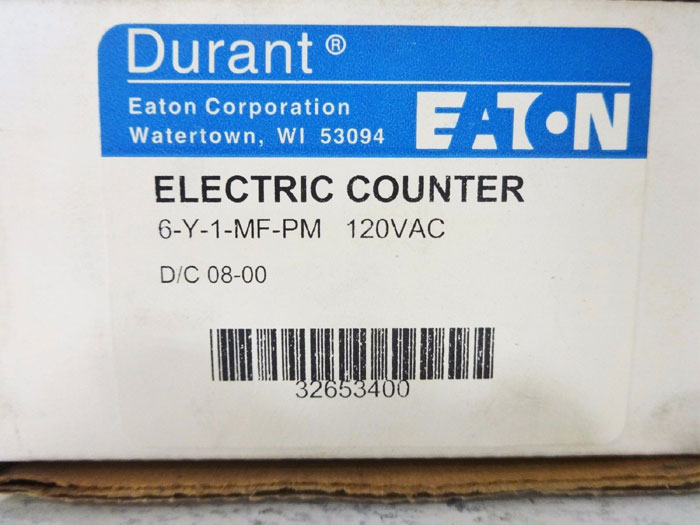 Durant®
Eaton Corporation
Watertown, WI 53094
EATON
ELECTRIC COUNTER
6-Y-1-MF-PM 120VAC
D/C 08-00
32653400